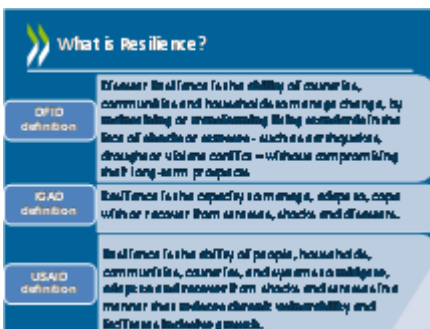 What is Resilience?
DFID
definition
Disaster Resilience is the ability of countries,
communities and households to manage change, by
maintaining or transforming living standards in the
face of shocks or stresses - such as earthquakes,
drought or violent conflict – without compromising
their long-term prospects
IGAD
definition
Resilience is the capacity to manage, adapt to, cope
with or recover from stresses, shocks and disasters.
USAID
definition
Resilience is the ability of people, households,
communities, countries, and systems to mitigate,
adapt to and recover from shocks and stresses in a
manner that reduces chronic vulnerability and
facilitates inclusive growth.